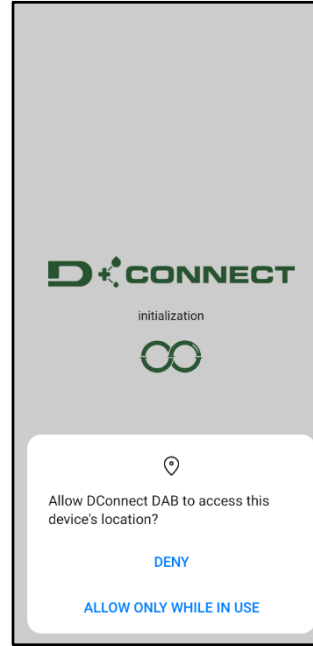 D CONNECT
initialization
Allow DConnect DAB to access this
device's location?
DENY
ALLOW ONLY WHILE IN USE